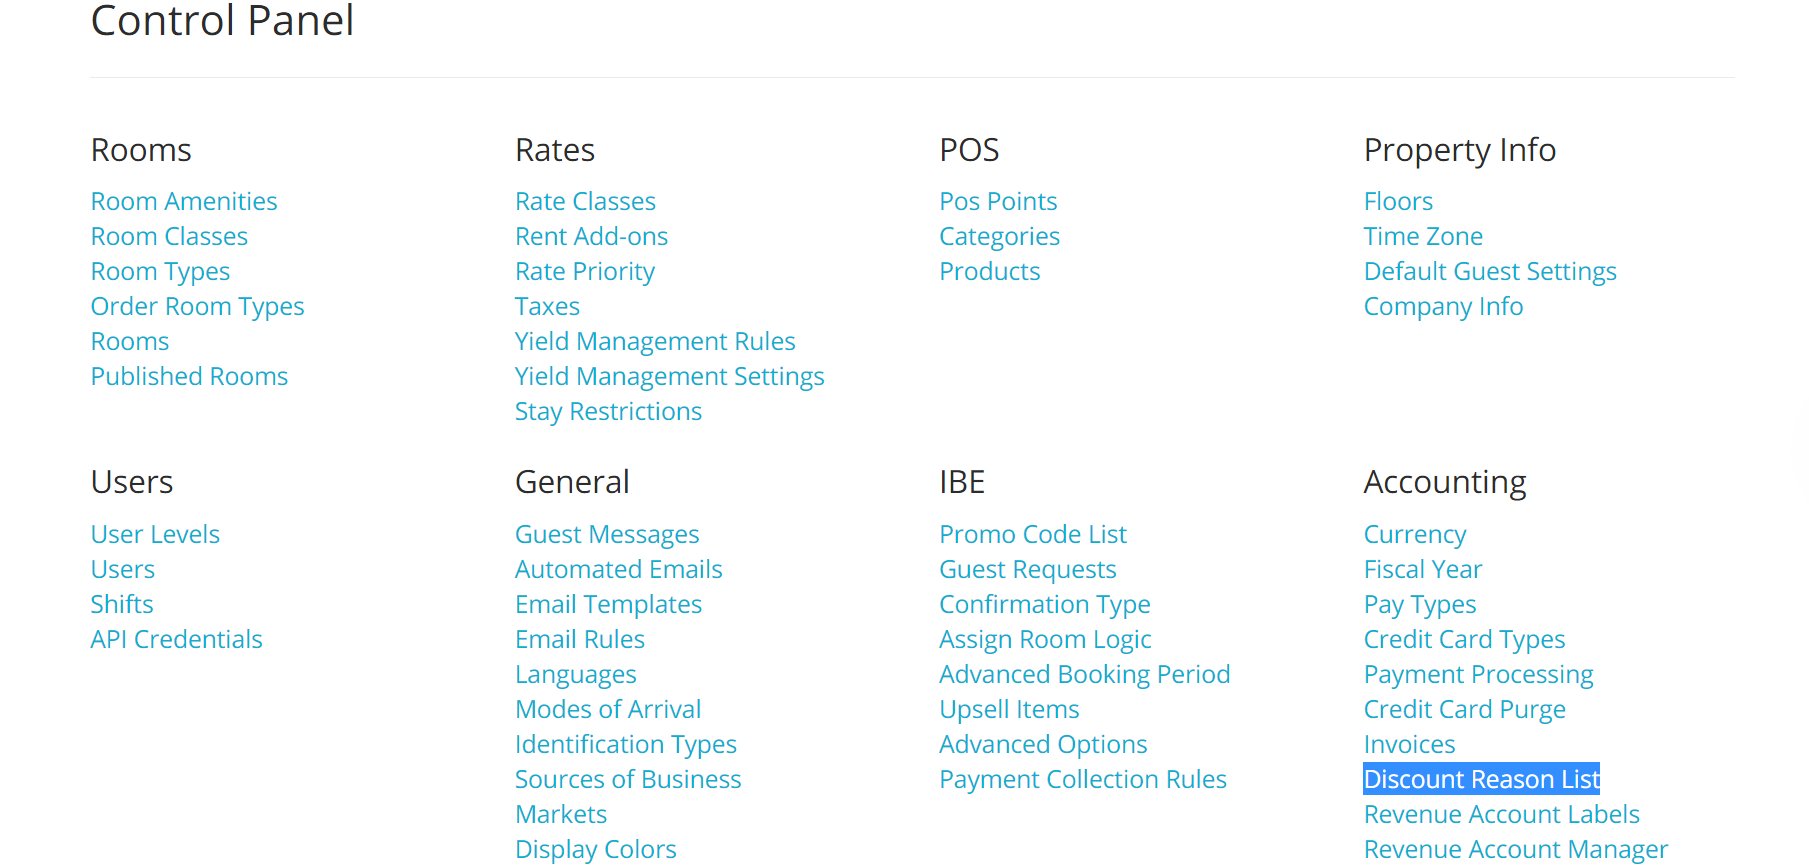 Control Panel
Rooms
Room Amenities
Room Classes
Room Types
Order Room Types
Rooms
Published Rooms
Rates
Rate Classes
Rent Add-ons
Rate Priority
Taxes
Yield Management Rules
Yield Management Settings
Stay Restrictions
POS
Pos Points
Categories
Products
Property Info
Floors
Time Zone
Default Guest Settings
Company Info
Users
User Levels
Users
Shifts
API Credentials
General
Guest Messages
Automated Emails
Email Templates
Email Rules
Languages
Modes of Arrival
Identification Types
Sources of Business
Markets
Display Colors
IBE
Promo Code List
Guest Requests
Confirmation Type
Assign Room Logic
Advanced Booking Period
Upsell Items
Advanced Options
Payment Collection Rules
Accounting
Currency
Fiscal Year
Pay Types
Credit Card Types
Payment Processing
Credit Card Purge
Invoices
Discount Reason List
Revenue Account Labels
Revenue Account Manager